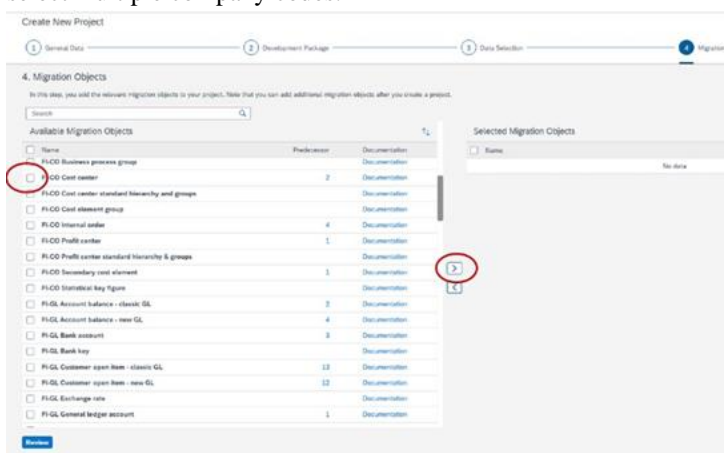 select multiple company codes.
Create New Project
1 General Data
2 Development Package
3 Data Selection
4 Migration
4. Migration Objects
In this step, you add the relevant migration objects to your project. Note that you can add additional migration objects after you create a project.
Search
Available Migration Objects
Selected Migration Objects
Name Predecessor Documentation
Name
FI-CO Business process group Documentation
No data
FI-CO Cost center 2 Documentation
FI-CO Cost center standard hierarchy and groups Documentation
FI-CO Cost element group Documentation
FI-CO Internal order 4 Documentation
FI-CO Profit center 1 Documentation
FI-CO Profit center standard hierarchy & groups Documentation
FI-CO Secondary cost element 1 Documentation
FI-CO Statistical key figure Documentation
FI-GL Account balance - classic GL 2 Documentation
FI-GL Account balance - new GL 4 Documentation
FI-GL Bank account 3 Documentation
FI-GL Bank key Documentation
FI-GL Customer open item - classic GL 13 Documentation
FI-GL Customer open item - new GL 12 Documentation
FI-GL Exchange rate Documentation
FI-GL General ledger account 1 Documentation
Review